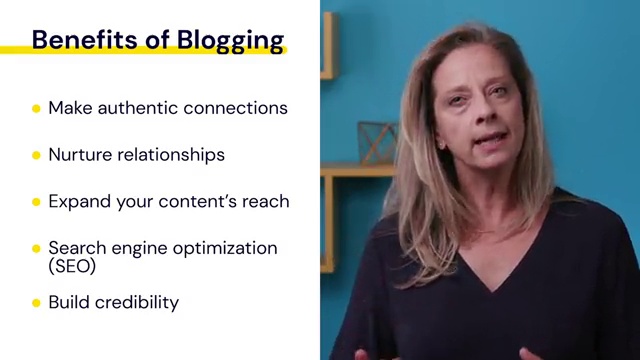 Benefits of Blogging
Make authentic connections
Nurture relationships
Expand your content's reach
Search engine optimization
(SEO)
Build credibility